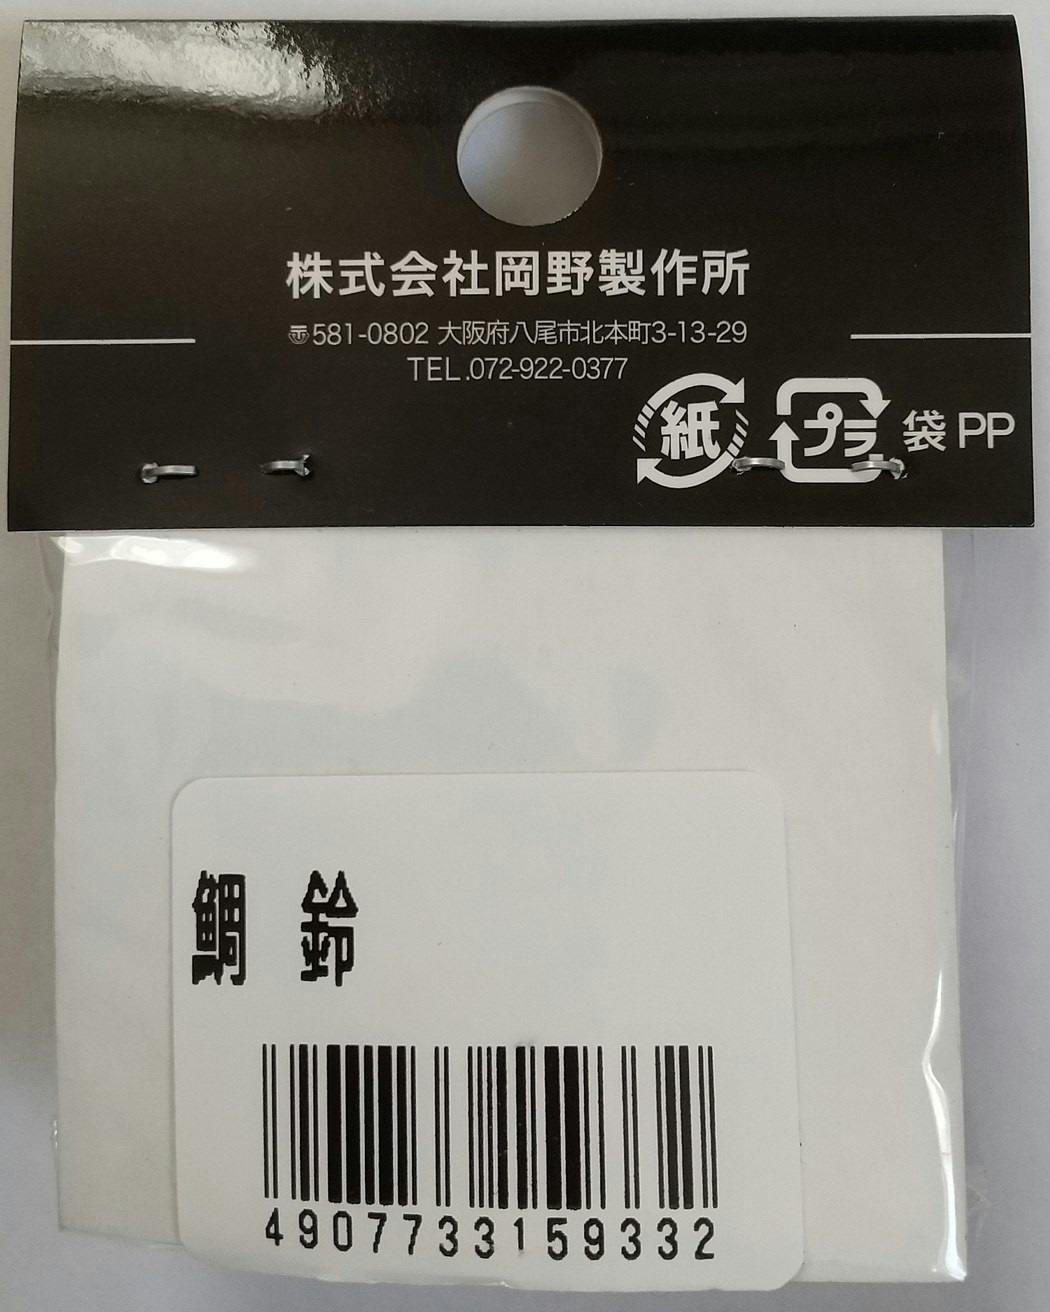 株式会社岡野製作所
〠581-0802 大阪府八尾市北本町3-13-29
TEL.072-922-0377
紙 プラ 袋 PP
鯛 鈴
4907733159332